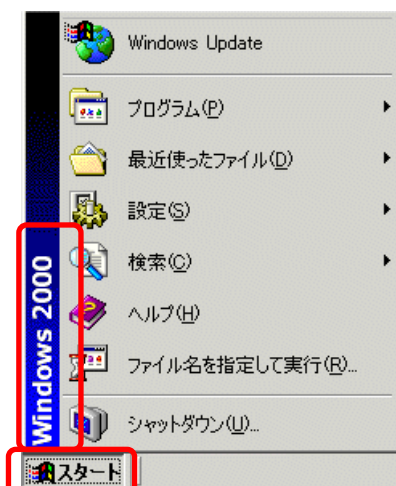 Windows Update
プログラム(P)
最近使ったファイル(D)
設定(S)
検索(C)
ヘルプ(H)
ファイル名を指定して実行(R)...
シャットダウン(U)...
Windows 2000
スタート